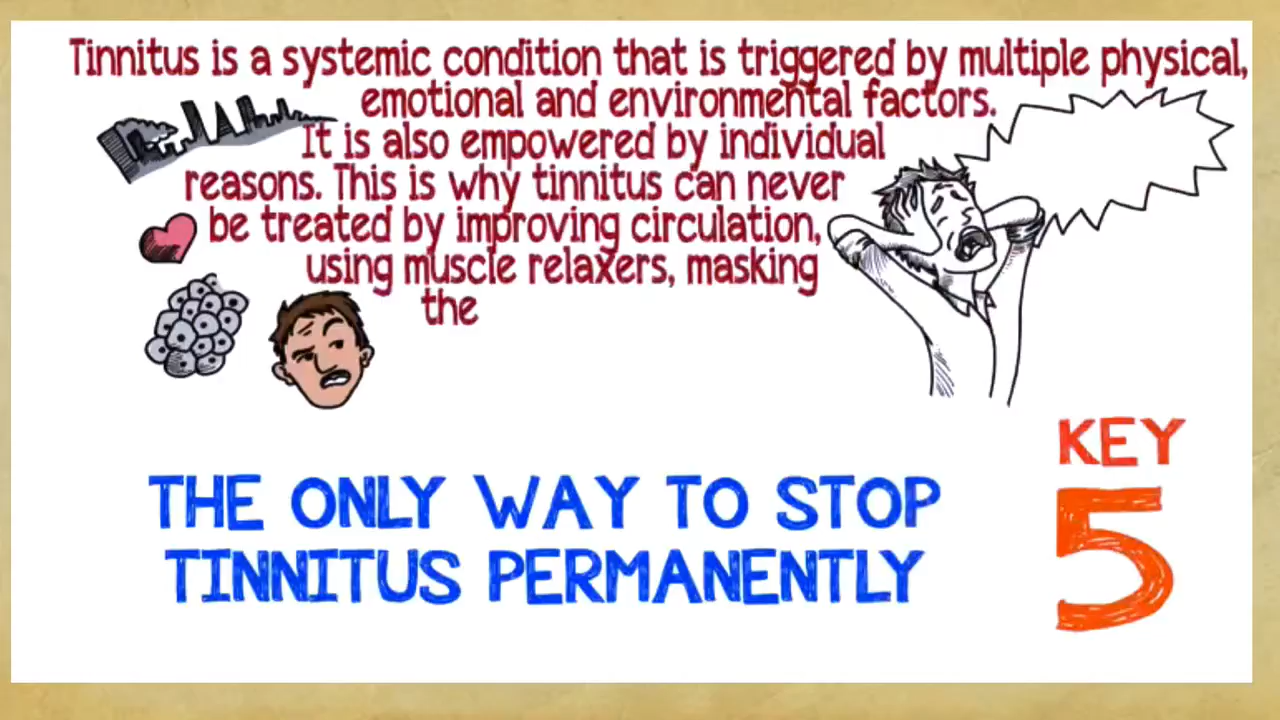 Tinnitus is a systemic condition that is triggered by multiple physical,
emotional and environmental factors.
It is also empowered by individual
reasons. This is why tinnitus can never
be treated by improving circulation,
using muscle relaxers, masking
the
KEY
5
THE ONLY WAY TO STOP
TINNITUS PERMANENTLY